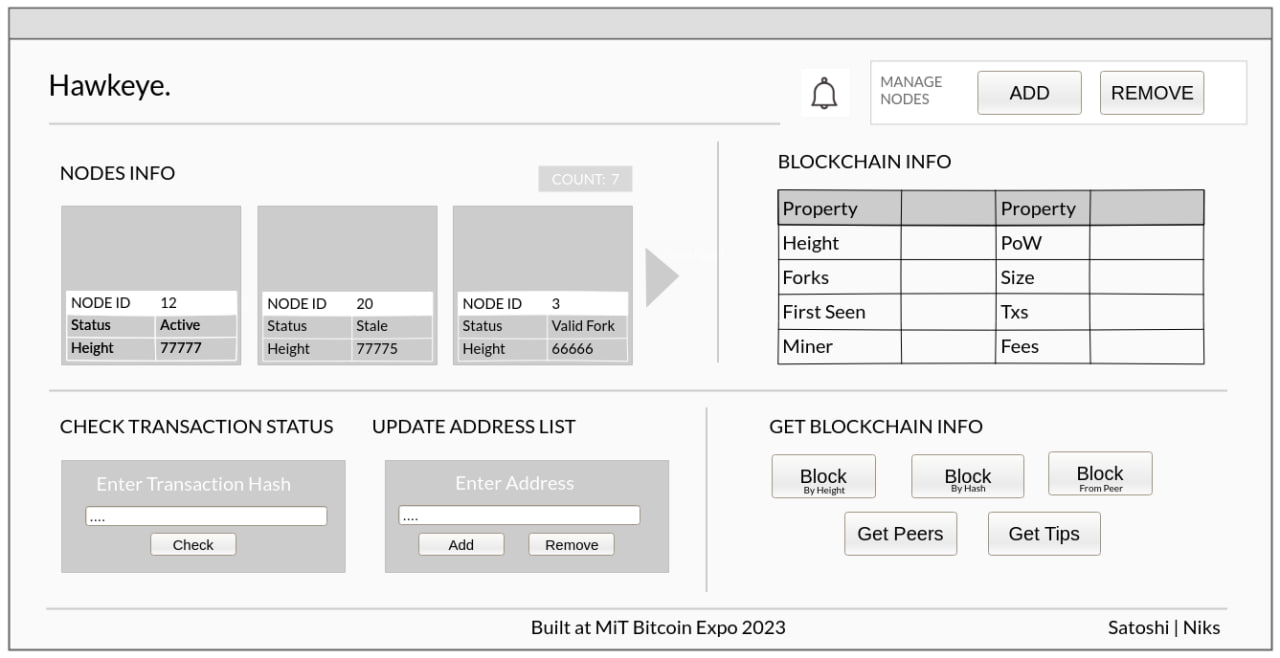 Hawkeye.
MANAGE
NODES
ADD
REMOVE
NODES INFO
COUNT: 7
NODE ID 12
Status Active
Height 77777
NODE ID 20
Status Stale
Height 77775
NODE ID 3
Status Valid Fork
Height 66666
BLOCKCHAIN INFO
Property Property
Height PoW
Forks Size
First Seen Txs
Miner Fees
CHECK TRANSACTION STATUS
Enter Transaction Hash
....
Check
UPDATE ADDRESS LIST
Enter Address
....
Add Remove
GET BLOCKCHAIN INFO
Block
By Height
Block
By Hash
Block
From Peer
Get Peers
Get Tips
Built at MiT Bitcoin Expo 2023
Satoshi | Niks